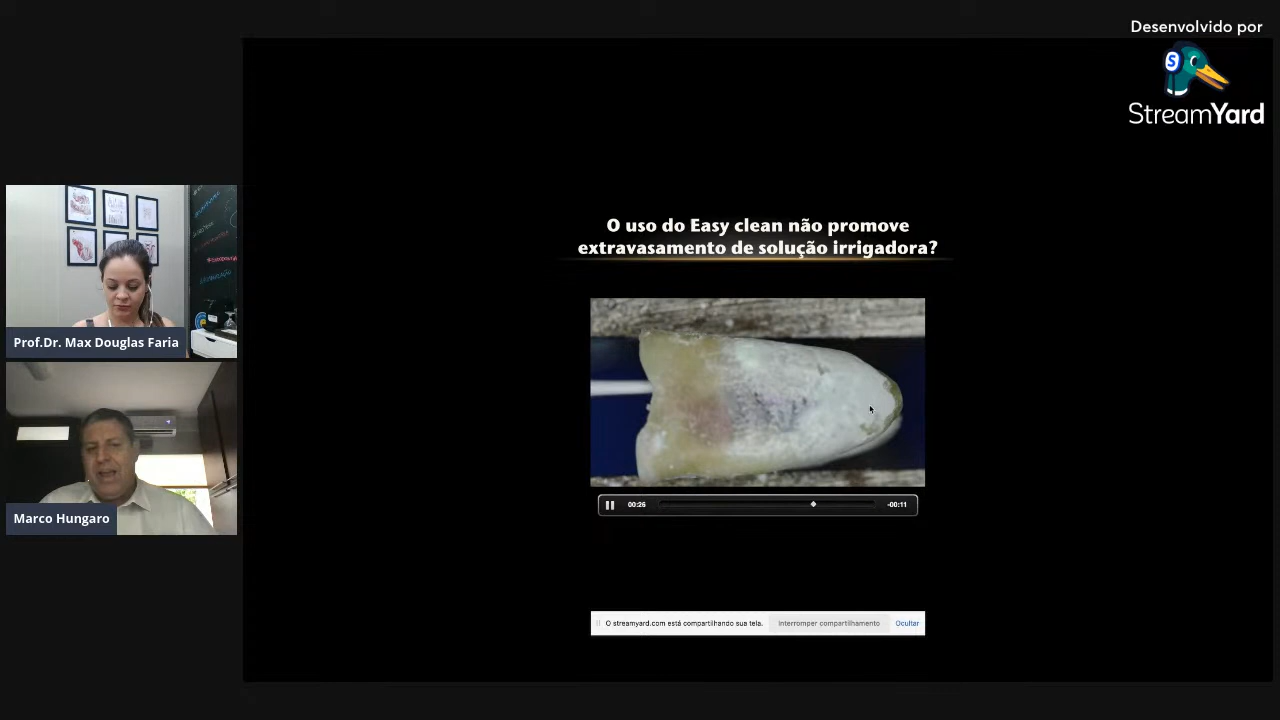 Desenvolvido por
StreamYard
O uso do Easy clean não promove
extravasamento de solução irrigadora?
Prof.Dr. Max Douglas Faria
Marco Hungaro
00:26
-00:11
O streamyard.com está compartilhando sua tela.
Interromper compartilhamento
Ocultar